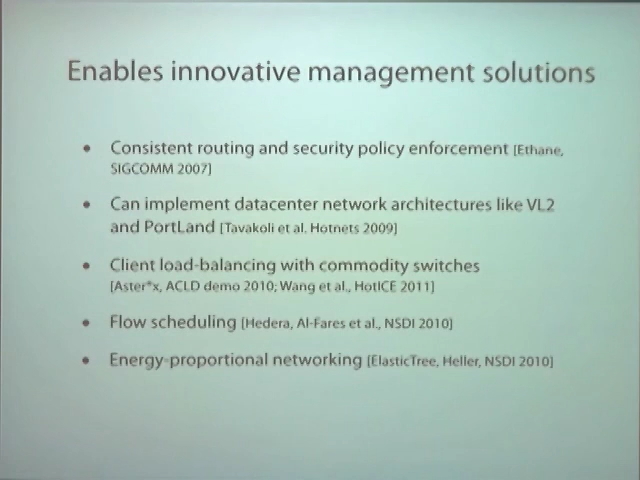 Enables innovative management solutions
• Consistent routing and security policy enforcement [Ethane,
SIGCOMM 2007]
• Can implement datacenter network architectures like VL2
and PortLand [Tavakoli et al. Hotnets 2009]
• Client load-balancing with commodity switches
[Aster*x, ACLD demo 2010; Wang et al., HotICE 2011]
• Flow scheduling [Hedera, Al-Fares et al., NSDI 2010]
• Energy-proportional networking [ElasticTree, Heller, NSDI 2010]